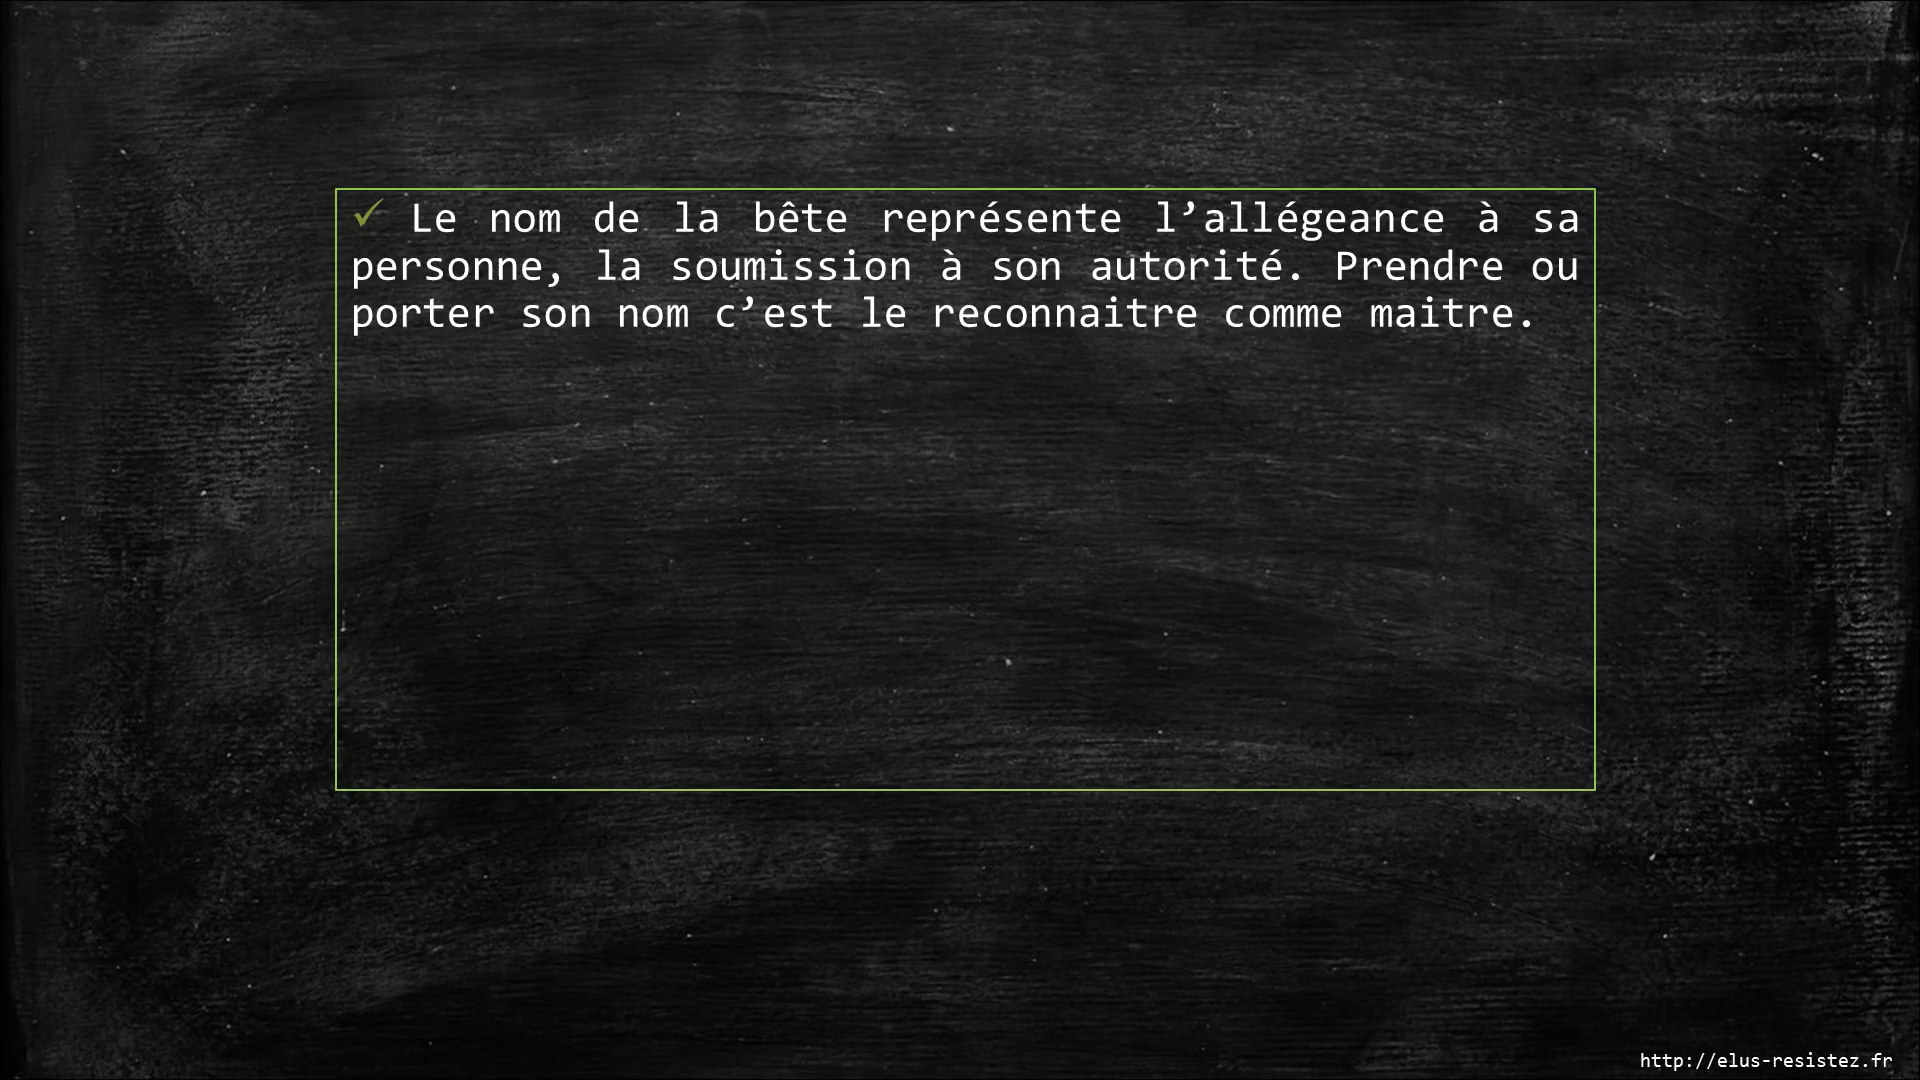 ✓ Le nom de la bête représente l’allégeance à sa
personne, la soumission à son autorité. Prendre ou
porter son nom c’est le reconnaitre comme maitre.
http://elus-resistez.fr